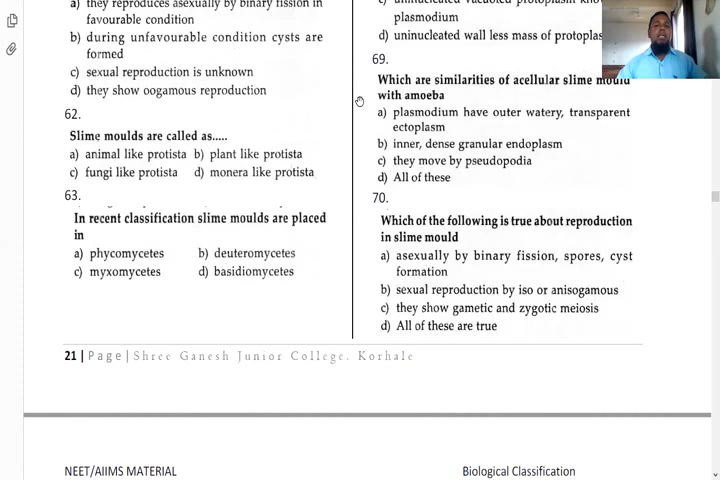 a) they reproduces asexually by binary fission in
favourable condition
b) during unfavourable condition cysts are
formed
c) sexual reproduction is unknown
d) they show oogamous reproduction
62.
Slime moulds are called as.....
a) animal like protista b) plant like protista
c) fungi like protista d) monera like protista
63.
In recent classification slime moulds are placed
in
a) phycomycetes b) deuteromycetes
c) myxomycetes d) basidiomycetes
plasmodium
d) uninucleated wall less mass of
69.
Which are similarities of acellular slime mould
with amoeba
a) plasmodium have outer watery, transparent
ectoplasm
b) inner, dense granular endoplasm
c) they move by pseudopodia
d) All of these
70.
Which of the following is true about reproduction
in slime mould
a) asexually by binary fission, spores, cyst
formation
b) sexual reproduction by iso or anisogamous
c) they show gametic and zygotic meiosis
d) All of these are true
21 | Page | Shree Ganesh Junior College. Korhale
NEET/AIIMS MATERIAL Biological Classification